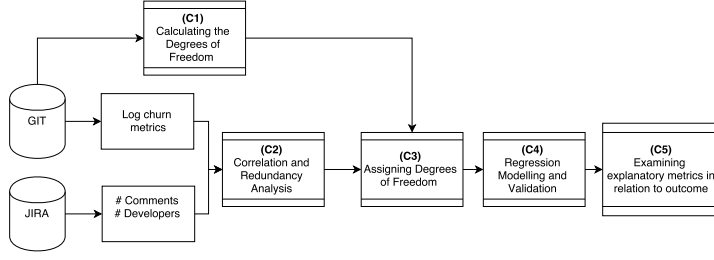 (C1)
Calculating the
Degrees of
Freedom
GIT
Log churn
metrics
JIRA
# Comments
# Developers
(C2)
Correlation and
Redundancy
Analysis
(C3)
Assigning Degrees
of Freedom
(C4)
Regression
Modelling and
Validation
(C5)
Examining
explanatory metrics in
relation to outcome